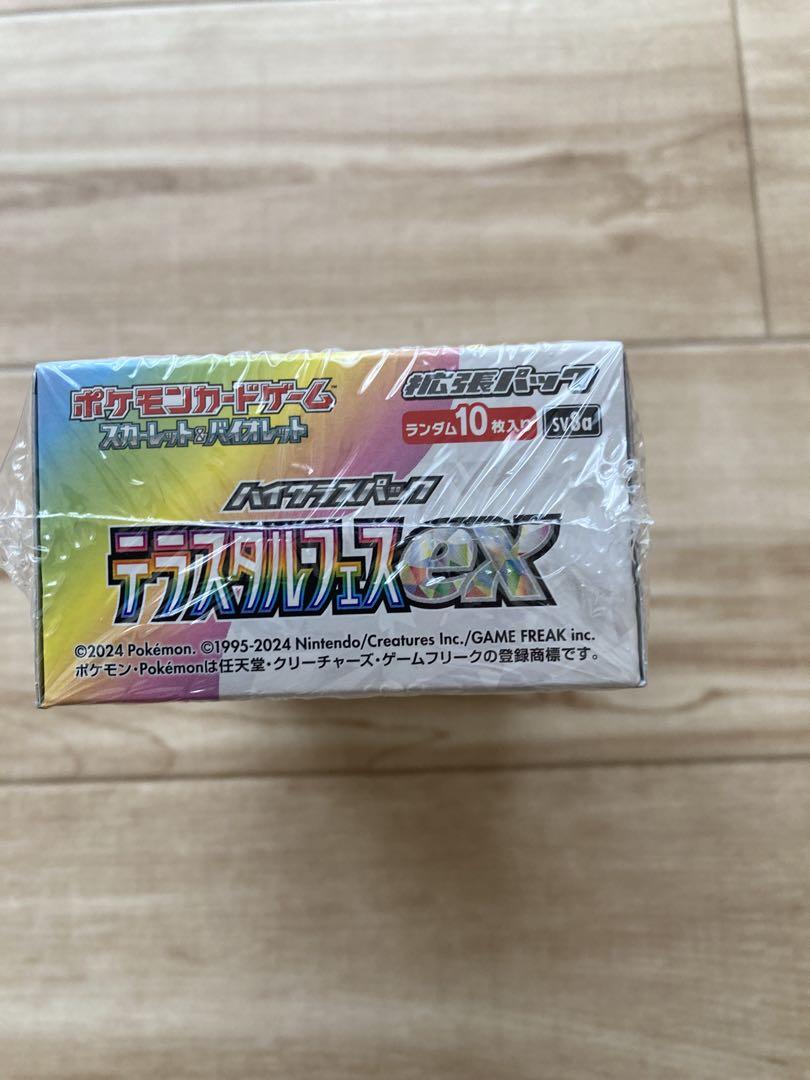 ポケモンカードゲーム™
スカーレット&バイオレット
拡張パック
ランダム10枚入り sv8a
ハイクラスパック
テラスタルフェスex
©2024 Pokémon. ©1995-2024 Nintendo/Creatures Inc./GAME FREAK inc.
ポケモン・Pokémonは任天堂・クリーチャーズ・ゲームフリークの登録商標です。